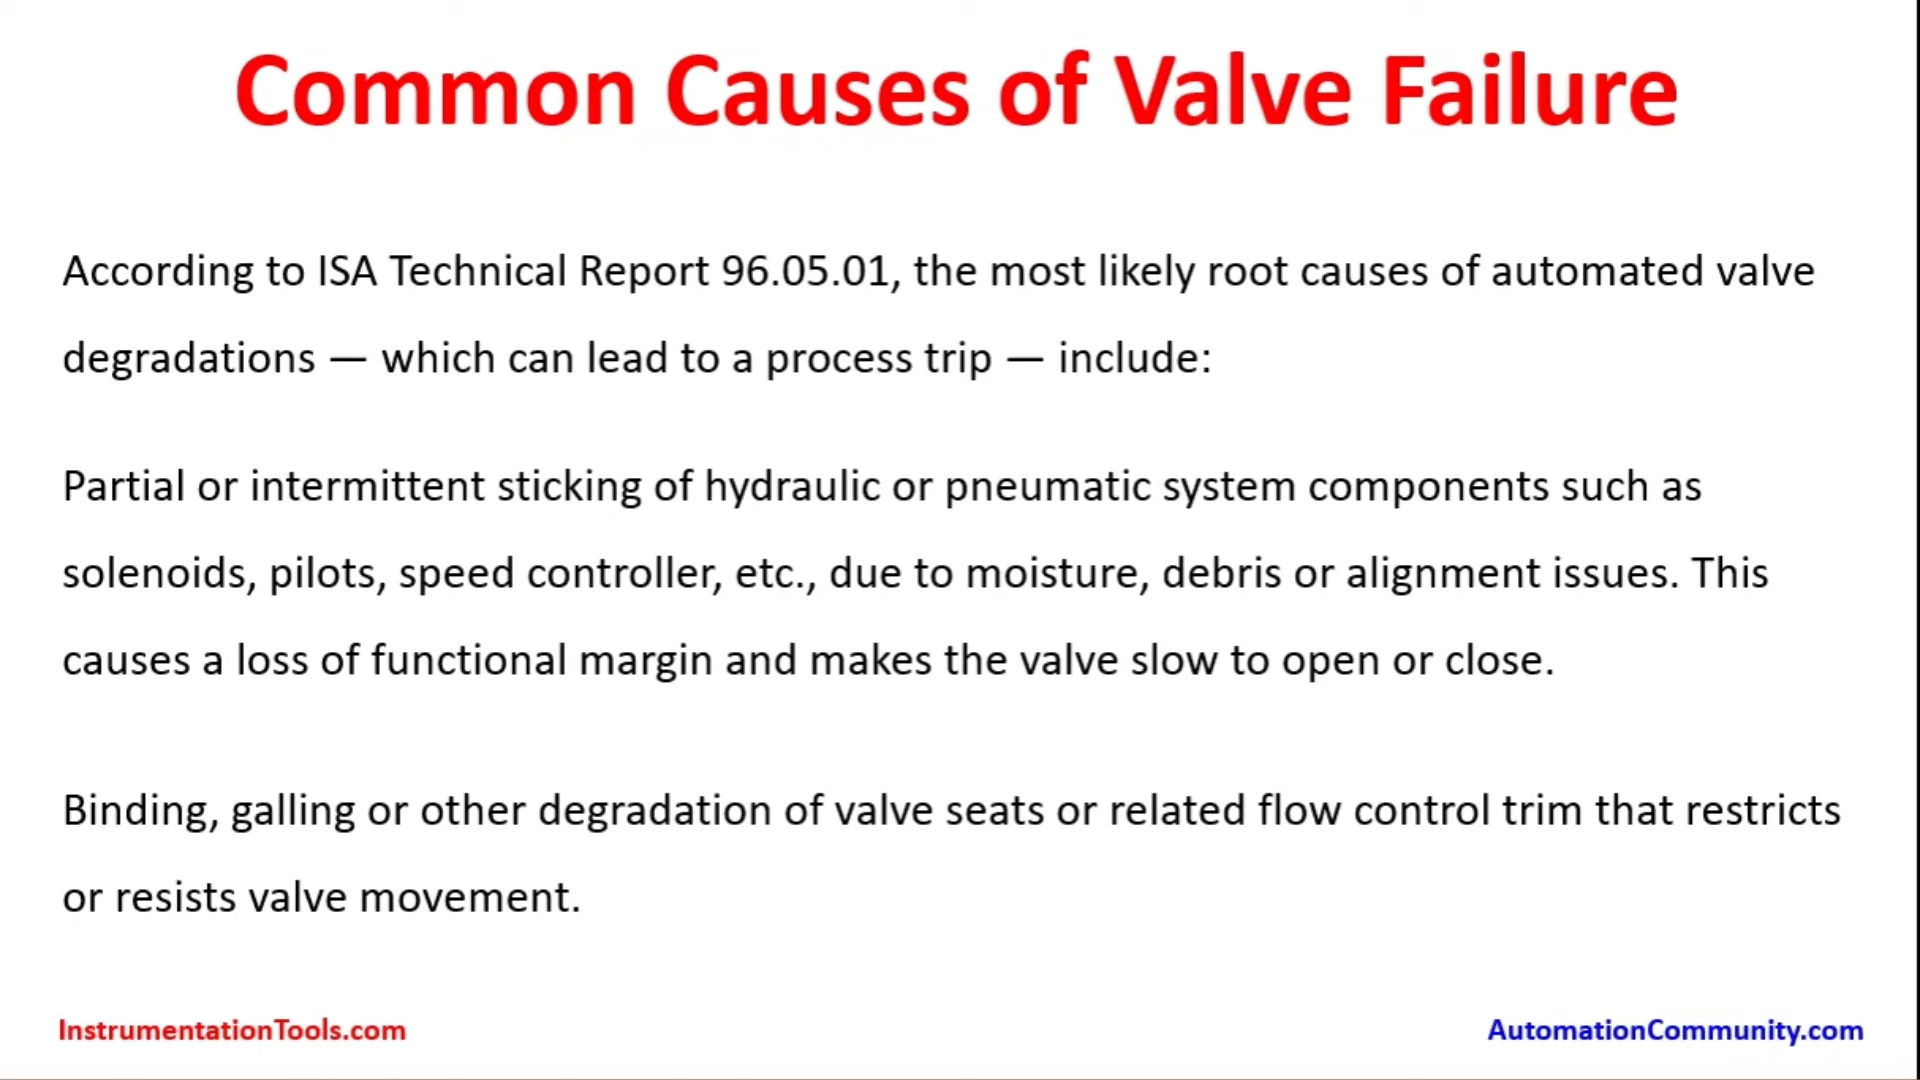 Common Causes of Valve Failure
According to ISA Technical Report 96.05.01, the most likely root causes of automated valve
degradations — which can lead to a process trip — include:
Partial or intermittent sticking of hydraulic or pneumatic system components such as
solenoids, pilots, speed controller, etc., due to moisture, debris or alignment issues. This
causes a loss of functional margin and makes the valve slow to open or close.
Binding, galling or other degradation of valve seats or related flow control trim that restricts
or resists valve movement.
InstrumentationTools.com
AutomationCommunity.com